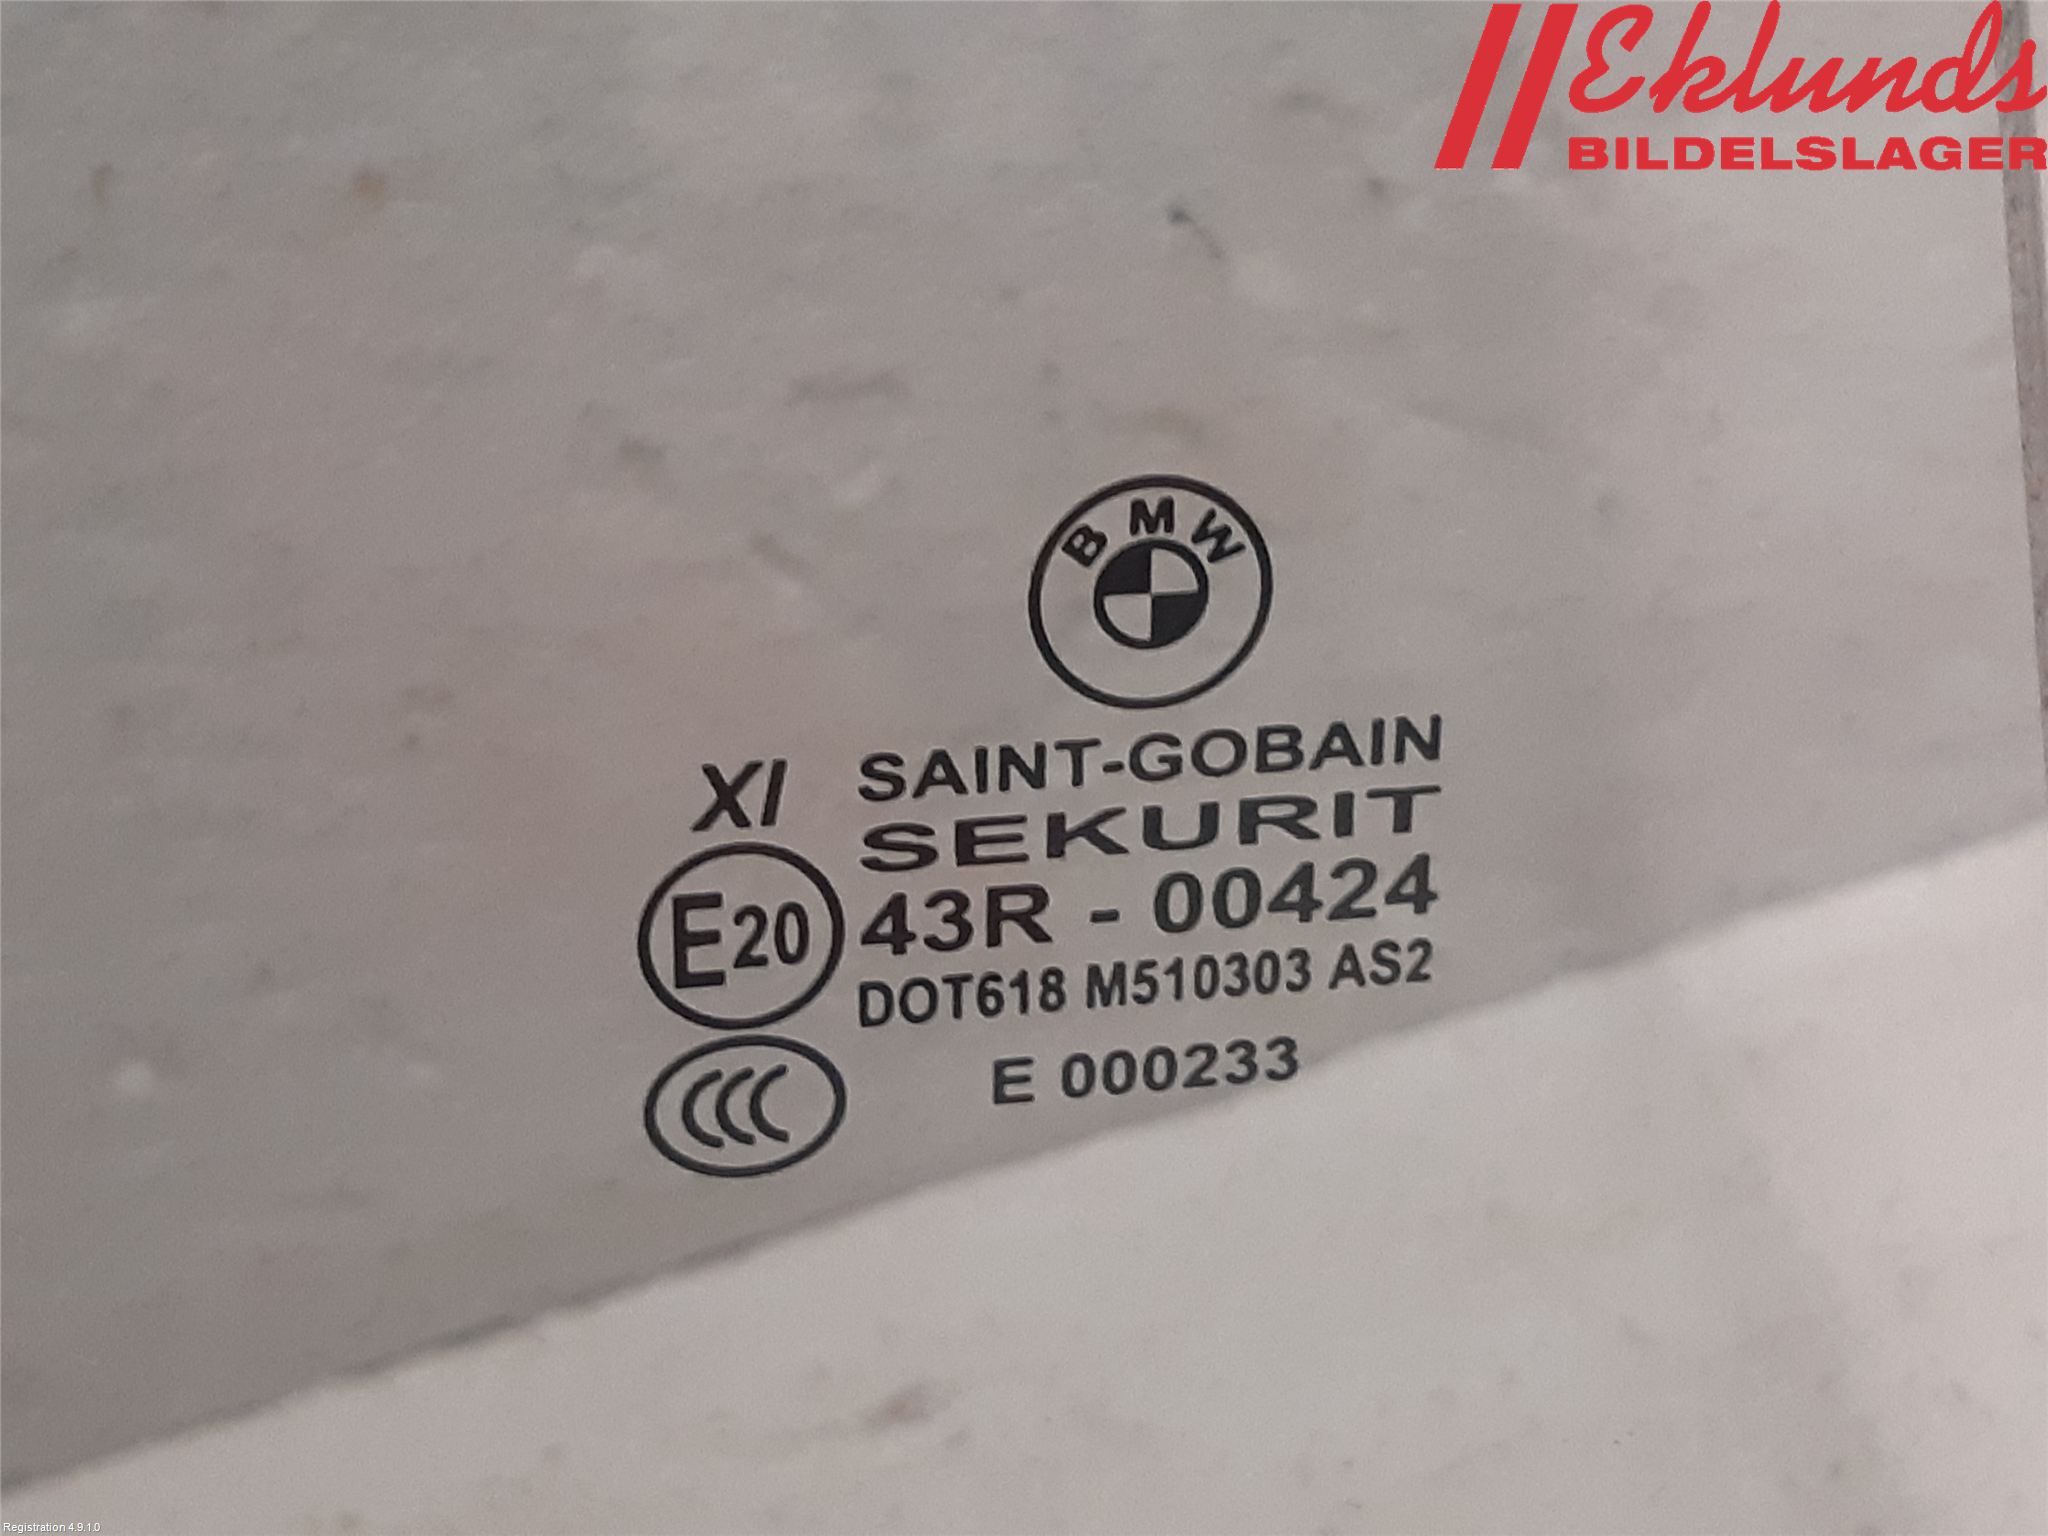 Eklunds
BILDELSLAGER
BMW
XI
SAINT-GOBAIN
SEKURIT
E20
43R - 00424
DOT618 M510303 AS2
CCC
E 000233
Registration 4.9.1.0